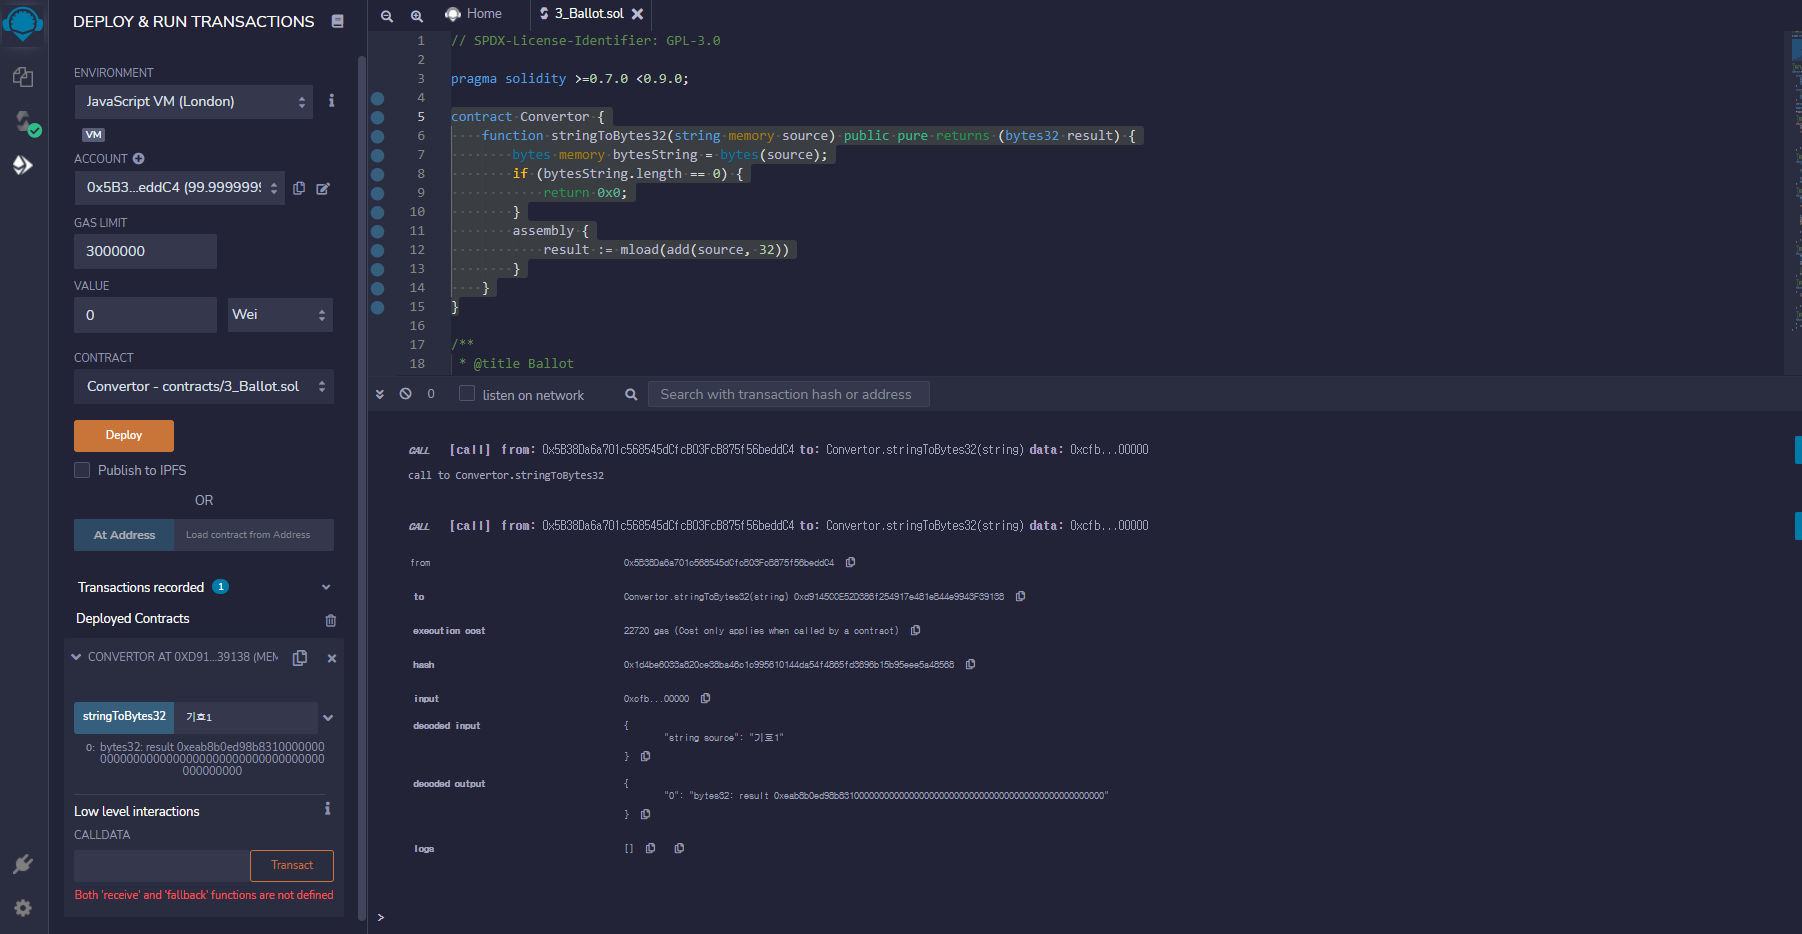 DEPLOY & RUN TRANSACTIONS
ENVIRONMENT
JavaScript VM (London)
VM
ACCOUNT
0x5B3...eddC4 (99.9999999
GAS LIMIT
3000000
VALUE
0
Wei
CONTRACT
Convertor - contracts/3_Ballot.sol
Deploy
Publish to IPFS
OR
At Address
Load contract from Address
Transactions recorded 1
Deployed Contracts
CONVERTOR AT 0XD91...39138 (MEM
stringToBytes32
기호1
0: bytes32: result 0xeab8b0ed98b8310000000
00000000000000000000000000000000
000000000
Low level interactions
CALLDATA
Transact
Both 'receive' and 'fallback' functions are not defined
Home
3_Ballot.sol
1 // SPDX-License-Identifier: GPL-3.0
2
3 pragma solidity >=0.7.0 <0.9.0;
4
5 contract Convertor {
6 function stringToBytes32(string memory source) public pure returns (bytes32 result) {
7 bytes memory bytesString = bytes(source);
8 if (bytesString.length == 0) {
9 return 0x0;
10 }
11 assembly {
12 result := mload(add(source, 32))
13 }
14 }
15 }
16
17 /**
18 * @title Ballot
0
listen on network
Search with transaction hash or address
CALL [call] from: 0x5B38Da6a701c568545dCfcB03FcB875f56beddC4 to: Convertor.stringToBytes32(string) data: 0xcfb...00000
call to Convertor.stringToBytes32
CALL [call] from: 0x5B38Da6a701c568545dCfcB03FcB875f56beddC4 to: Convertor.stringToBytes32(string) data: 0xcfb...00000
from 0x5B38Da6a701c568545dCfcB03FcB875f56beddC4
to Convertor.stringToBytes32(string)
execution cost 22720 gas (Cost only applies when called by a contract)
hash
input 0xcfb...00000
decoded input {
"string source": "기호1"
}
decoded output {
"0": "bytes32: result 0xeab8b0ed98b8310000000000000000000000000000000000000000000000000000"
}
logs []
>